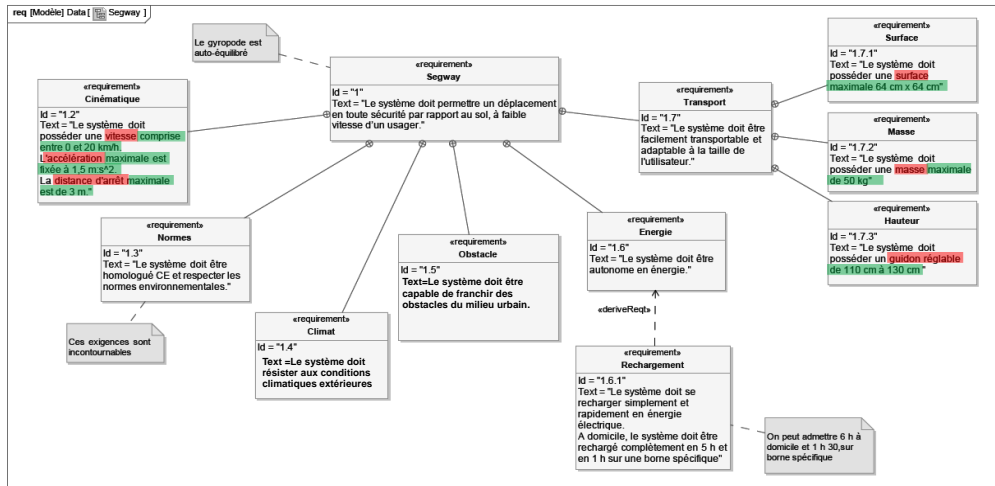 req [Modèle] Data [ Segway ]
Le gyropode est
auto-équilibré
«requirement»
Segway
Id = "1"
Text = "Le système doit permettre un déplacement
en toute sécurité par rapport au sol, à faible
vitesse d'un usager."
«requirement»
Cinématique
Id = "1.2"
Text = "Le système doit
posséder une vitesse comprise
entre 0 et 20 km/h.
L'accélération maximale est
fixée à 1,5 m.s^2.
La distance d'arrêt maximale
est de 3 m."
«requirement»
Transport
Id = "1.7"
Text = "Le système doit être
facilement transportable et
adaptable à la taille de
l'utilisateur."
«requirement»
Surface
Id = "1.7.1"
Text = "Le système doit
posséder une surface
maximale 64 cm x 64 cm"
«requirement»
Masse
Id = "1.7.2"
Text = "Le système doit
posséder une masse maximale
de 50 kg"
«requirement»
Hauteur
Id = "1.7.3"
Text = "Le système doit
posséder un guidon réglable
de 110 cm à 130 cm "
«requirement»
Normes
Id = "1.3"
Text = "Le système doit être
homologué CE et respecter les
normes environnementales."
Ces exigences sont
incontournables
«requirement»
Climat
Id = "1.4"
Text =Le système doit
résister aux conditions
climatiques extérieures
«requirement»
Obstacle
Id = "1.5"
Text=Le système doit être
capable de franchir des
obstacles du milieu urbain.
«requirement»
Energie
Id = "1.6"
Text = "Le système doit être
autonome en énergie."
«deriveReqt»
«requirement»
Rechargement
Id = "1.6.1"
Text = "Le système doit se
recharger simplement et
rapidement en énergie
électrique.
A domicile, le système doit être
rechargé complètement en 5 h et
en 1 h sur une borne spécifique"
On peut admettre 6 h à
domicile et 1 h 30,sur
borne spécifique